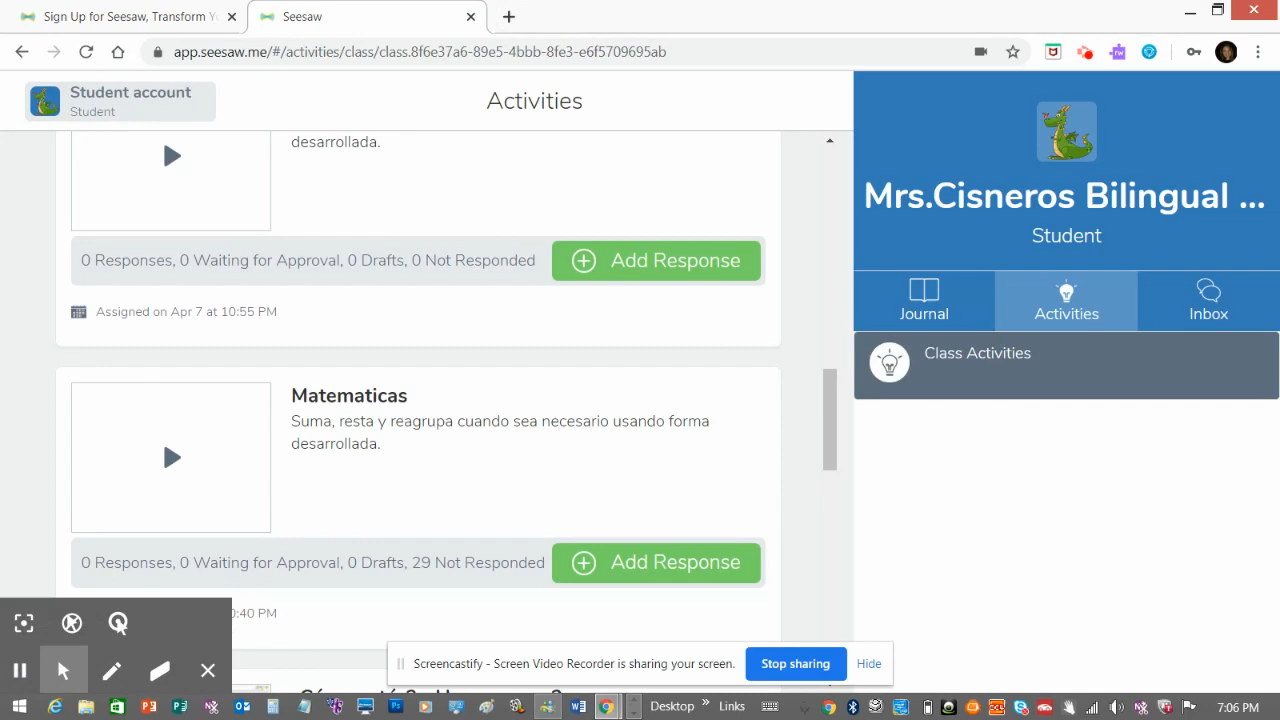 Sign Up for Seesaw, Transform Y
Seesaw
app.seesaw.me/#/activities/class/class.8f6e37a6-89e5-4bbb-8fe3-e6f5709695ab
Student account
Student
Activities
desarrollada.
0 Responses, 0 Waiting for Approval, 0 Drafts, 0 Not Responded
Add Response
Assigned on Apr 7 at 10:55 PM
Matematicas
Suma, resta y reagrupa cuando sea necesario usando forma
desarrollada.
0 Responses, 0 Waiting for Approval, 0 Drafts, 29 Not Responded
Add Response
0:40 PM
Mrs.Cisneros Bilingual ...
Student
Journal
Activities
Inbox
Class Activities
Screencastify - Screen Video Recorder is sharing your screen.
Stop sharing
Hide
Desktop
Links
7:06 PM